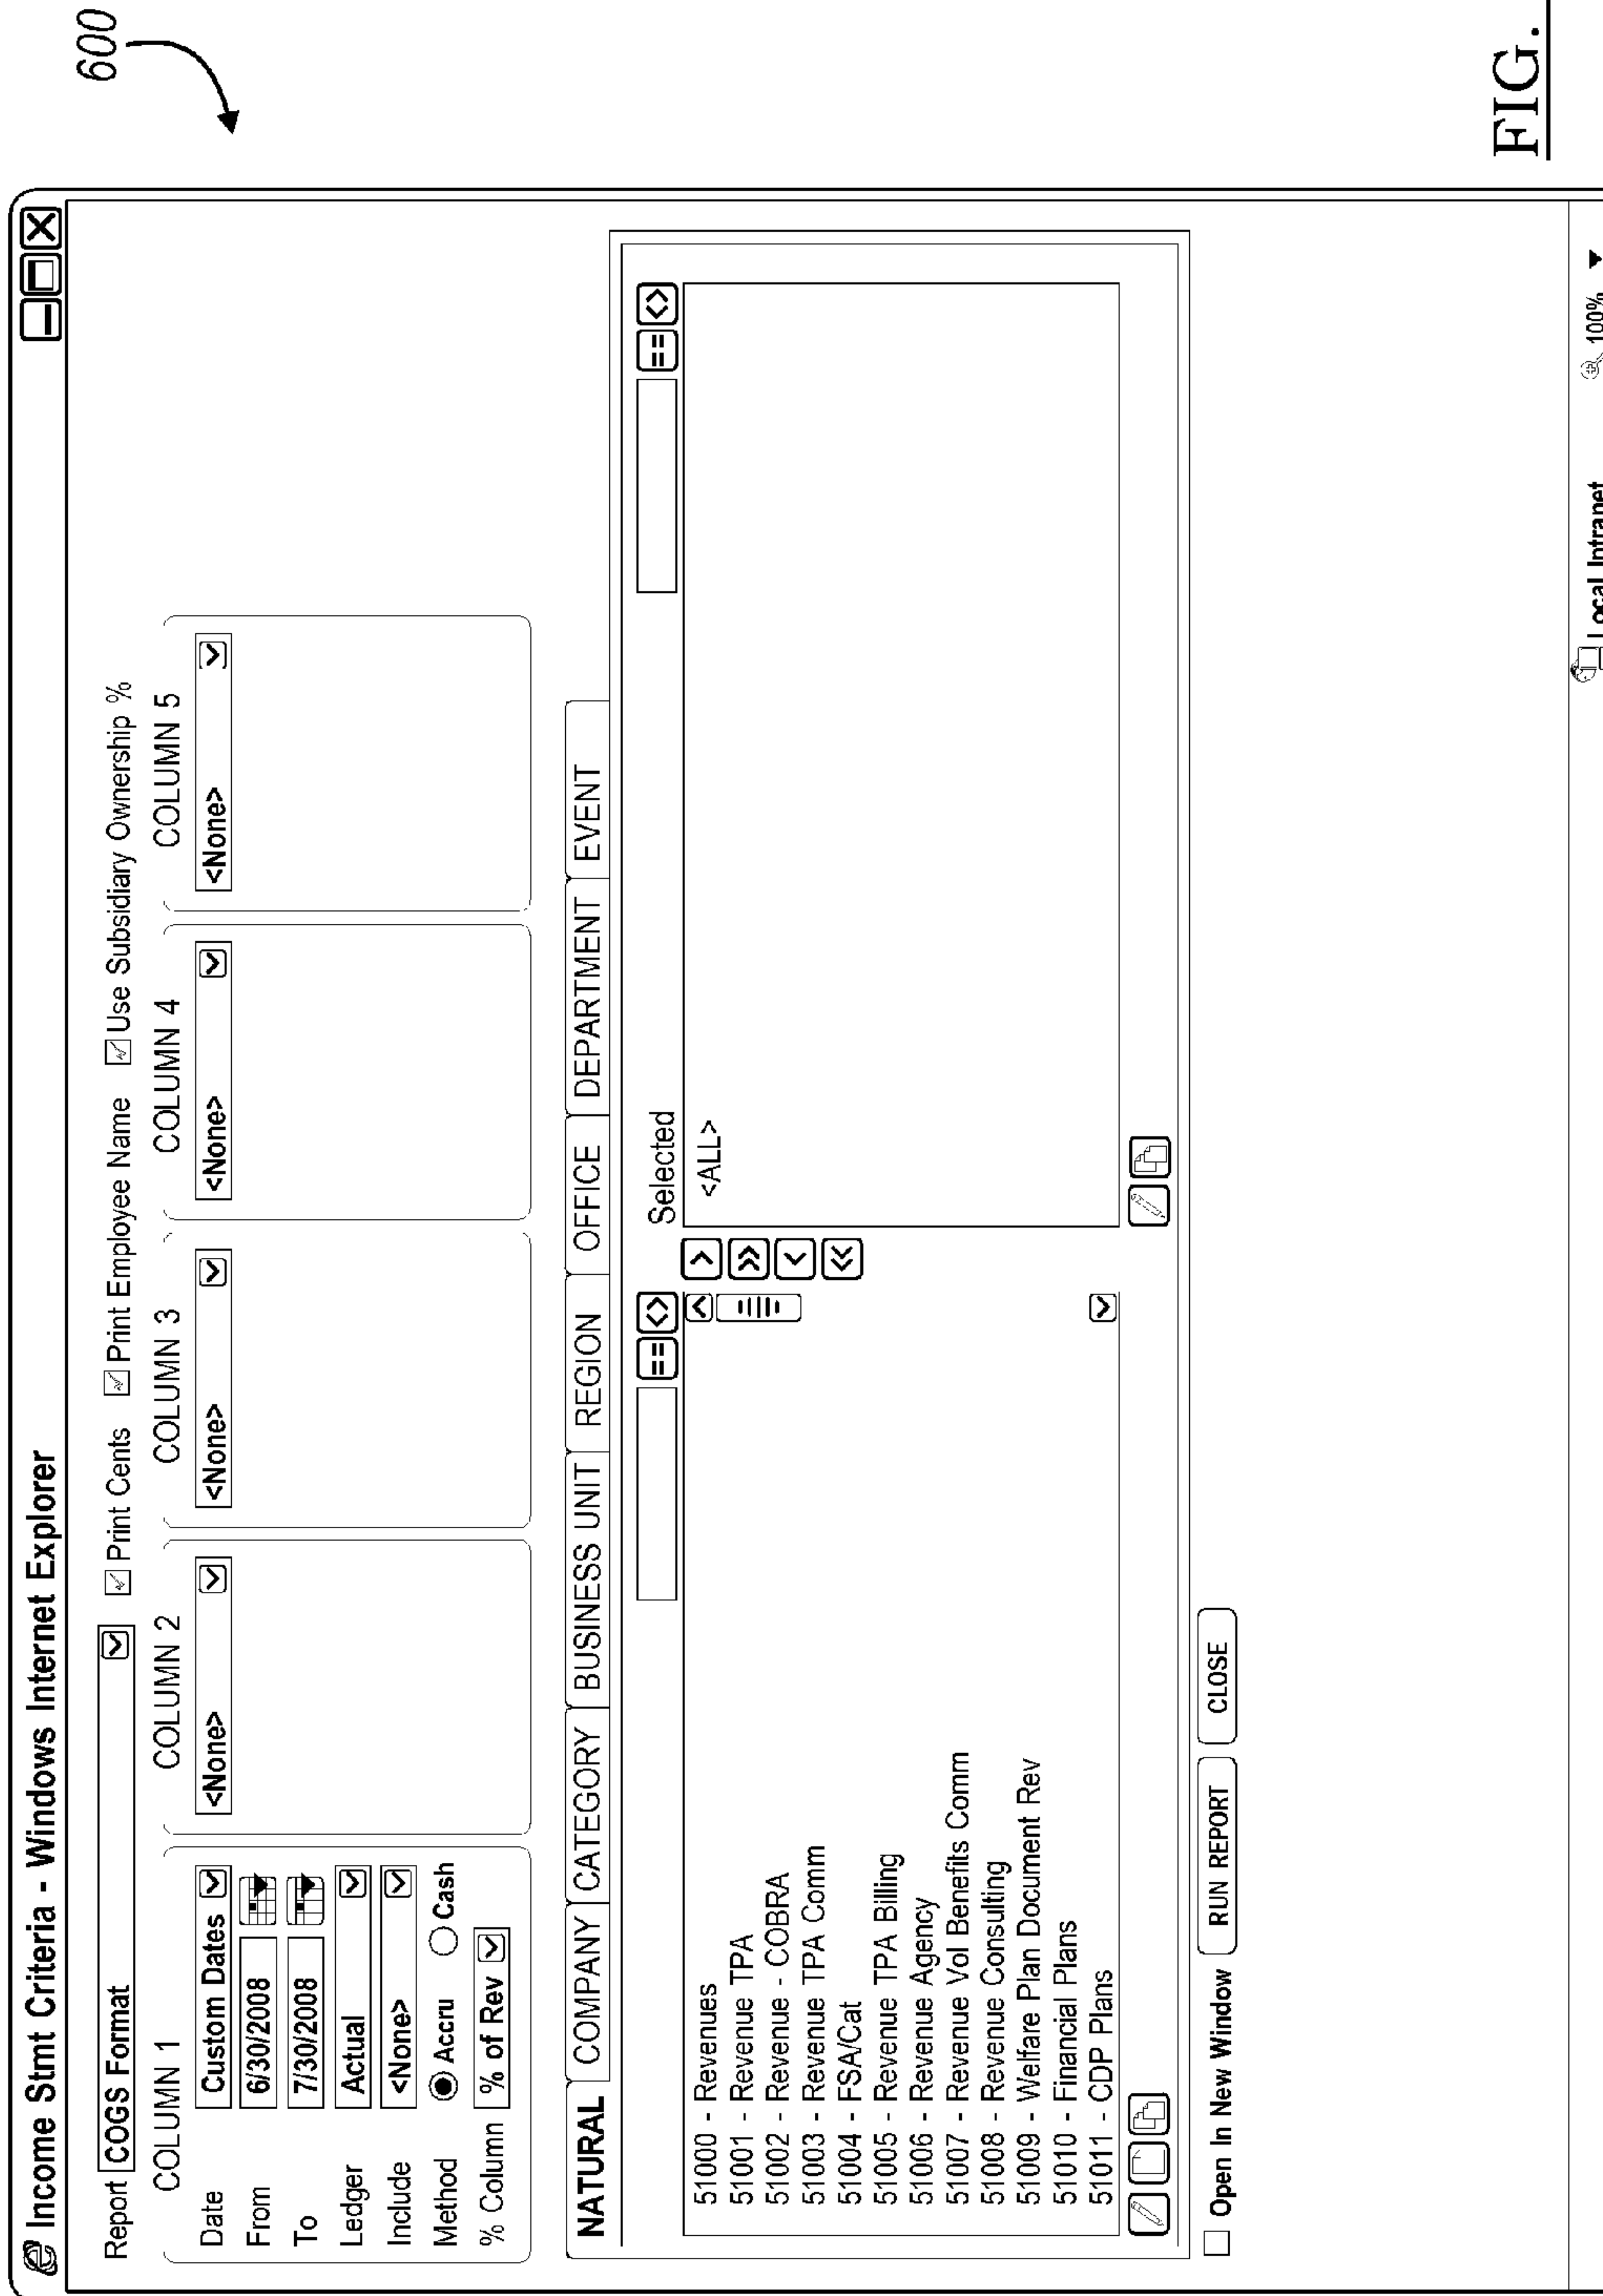 600
Income Stmt Criteria - Windows Internet Explorer
Report COGS Format Print Cents Print Employee Name Use Subsidiary Ownership %
COLUMN 1 COLUMN 2 COLUMN 3 COLUMN 4 COLUMN 5
Date Custom Dates <None> <None> <None> <None>
From 6/30/2008
To 7/30/2008
Ledger Actual
Include <None>
Method Accru Cash
% Column % of Rev
NATURAL COMPANY CATEGORY BUSINESS UNIT REGION OFFICE DEPARTMENT EVENT
== <> Selected == <>
51000 - Revenues > <ALL>
51001 - Revenue TPA >>
51002 - Revenue - COBRA <
51003 - Revenue TPA Comm <<
51004 - FSA/Cat
51005 - Revenue TPA Billing
51006 - Revenue Agency
51007 - Revenue Vol Benefits Comm
51008 - Revenue Consulting
51009 - Welfare Plan Document Rev
51010 - Financial Plans
51011 - CDP Plans
Open In New Window RUN REPORT CLOSE
Local Intranet 100%
FIG.